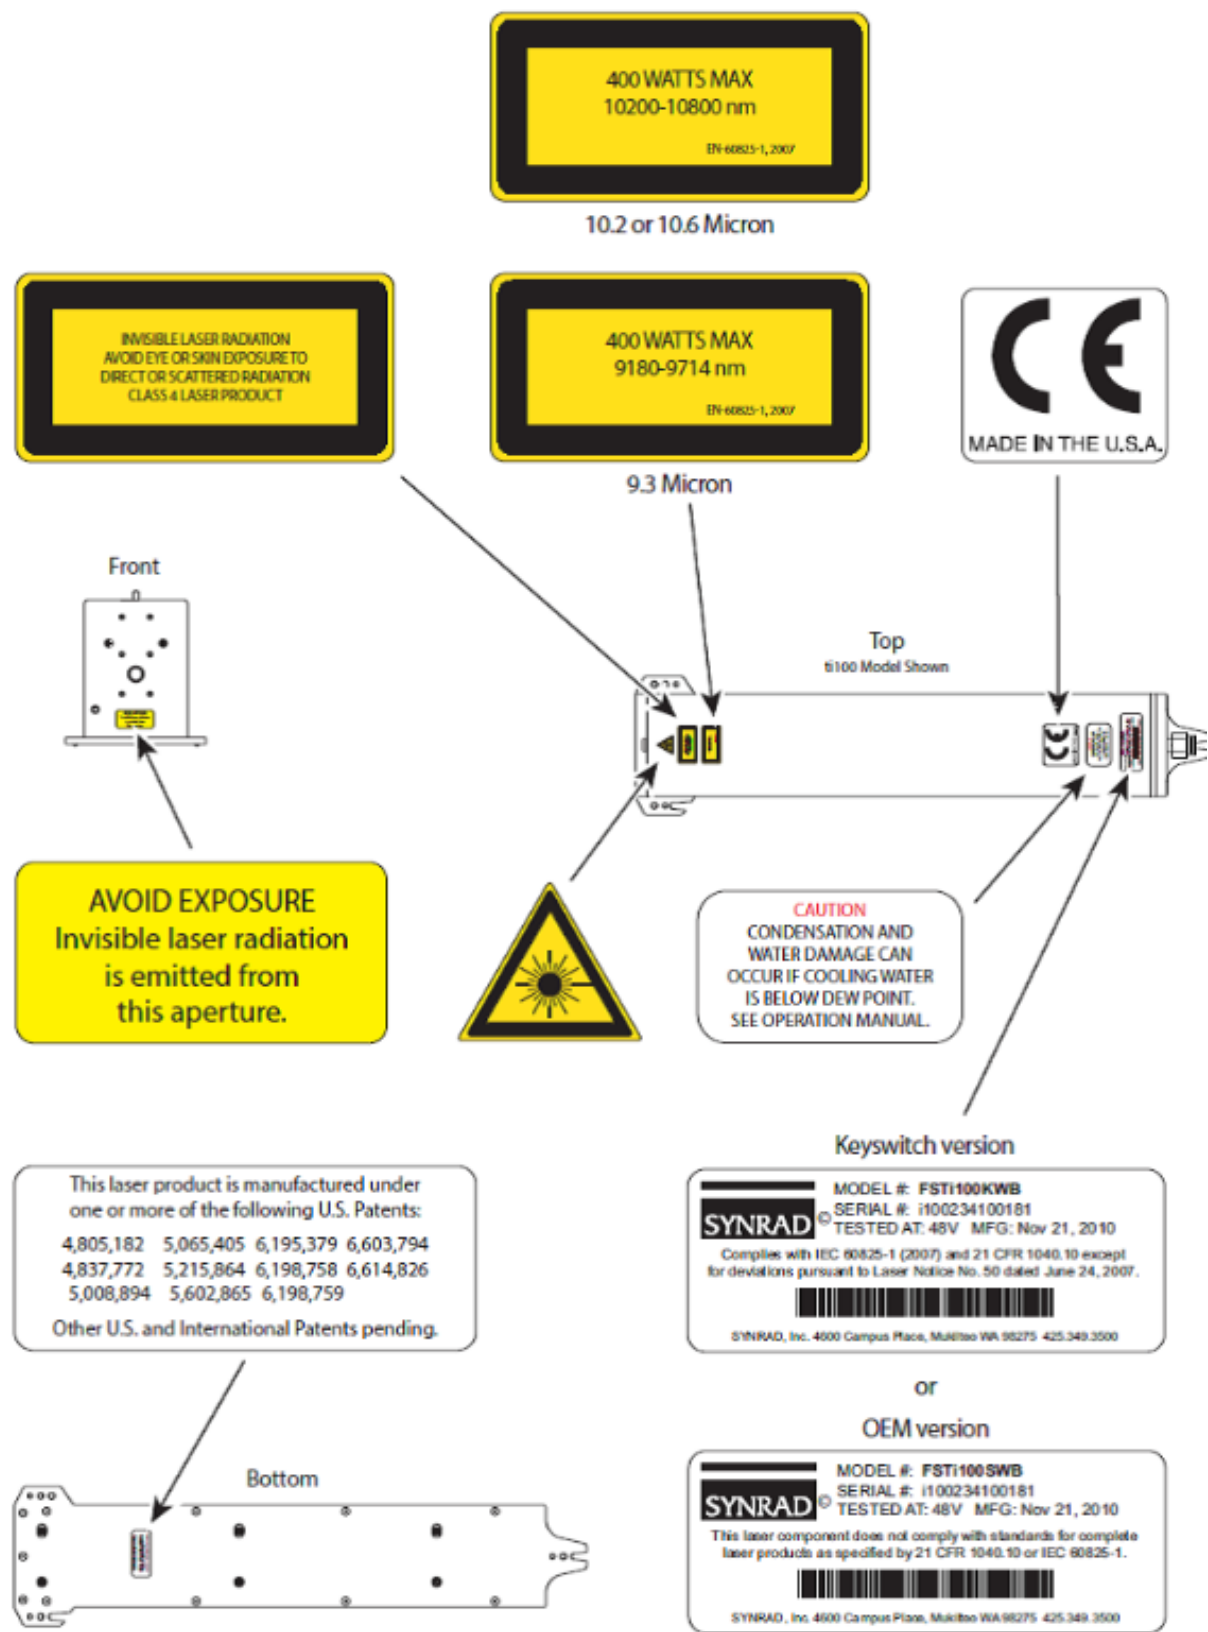 400 WATTS MAX
10200-10800 nm
EN-60825-1, 2007
10.2 or 10.6 Micron
INVISIBLE LASER RADIATION
AVOID EYE OR SKIN EXPOSURE TO
DIRECT OR SCATTERED RADIATION
CLASS 4 LASER PRODUCT
400 WATTS MAX
9180-9714 nm
EN-60825-1, 2007
9.3 Micron
CE
MADE IN THE U.S.A.
Front
Top
ti100 Model Shown
CE
AVOID EXPOSURE
Invisible laser radiation
is emitted from
this aperture.
CAUTION
CONDENSATION AND
WATER DAMAGE CAN
OCCUR IF COOLING WATER
IS BELOW DEW POINT.
SEE OPERATION MANUAL.
This laser product is manufactured under
one or more of the following U.S. Patents:
4,805,182 5,065,405 6,195,379 6,603,794
4,837,772 5,215,864 6,198,758 6,614,826
5,008,894 5,602,865 6,198,759
Other U.S. and International Patents pending.
Keyswitch version
SYNRAD ©
MODEL #: FSTi100KWB
SERIAL #: i100234100181
TESTED AT: 48V MFG: Nov 21, 2010
Complies with IEC 60825-1 (2007) and 21 CFR 1040.10 except
for deviations pursuant to Laser Notice No. 50 dated June 24, 2007.
SYNRAD, Inc. 4600 Campus Place, Mukilteo WA 98275 425.349.3500
or
OEM version
SYNRAD ©
MODEL #: FSTi100SWB
SERIAL #: i100234100181
TESTED AT: 48V MFG: Nov 21, 2010
This laser component does not comply with standards for complete
laser products as specified by 21 CFR 1040.10 or IEC 60825-1.
SYNRAD, Inc. 4600 Campus Place, Mukilteo WA 98275 425.349.3500
Bottom